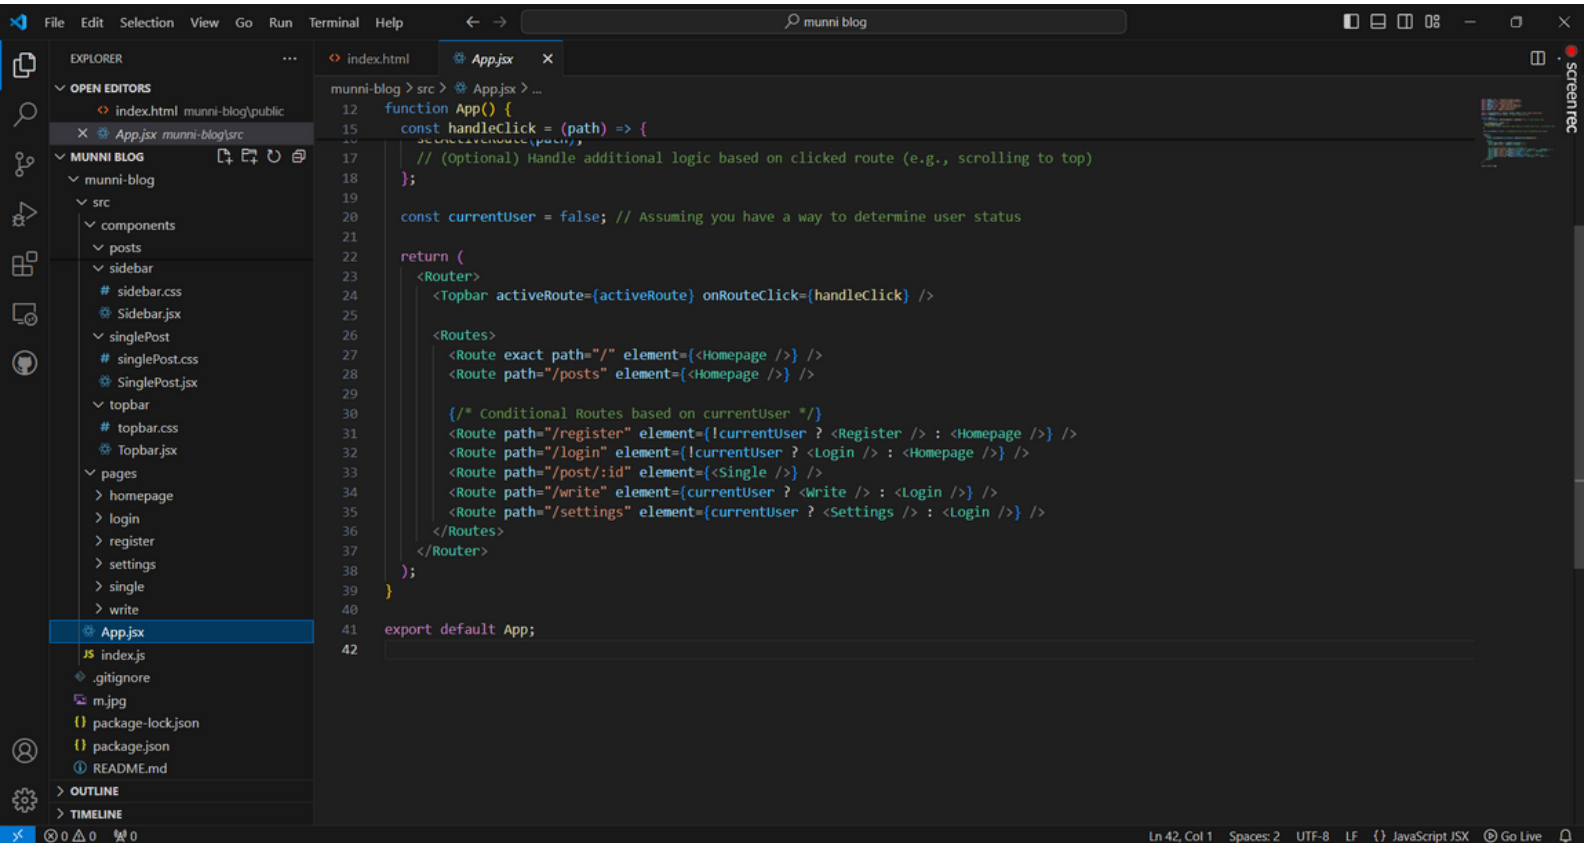 File Edit Selection View Go Run Terminal Help
munni blog
EXPLORER
OPEN EDITORS
index.html munni-blog\public
App.jsx munni-blog\src
MUNNI BLOG
munni-blog
src
components
posts
sidebar
# sidebar.css
Sidebar.jsx
singlePost
# singlePost.css
SinglePost.jsx
topbar
# topbar.css
Topbar.jsx
pages
homepage
login
register
settings
single
write
App.jsx
JS index.js
.gitignore
m.jpg
{} package-lock.json
{} package.json
README.md
OUTLINE
TIMELINE
index.html
App.jsx
munni-blog > src > App.jsx > ...
12 function App() {
15 const handleClick = (path) => {
16 setActiveRoute(path);
17 // (Optional) Handle additional logic based on clicked route (e.g., scrolling to top)
18 };
19
20 const currentUser = false; // Assuming you have a way to determine user status
21
22 return (
23 <Router>
24 <Topbar activeRoute={activeRoute} onRouteClick={handleClick} />
25
26 <Routes>
27 <Route exact path="/" element={<Homepage />} />
28 <Route path="/posts" element={<Homepage />} />
29
30 {/* Conditional Routes based on currentUser */}
31 <Route path="/register" element={!currentUser ? <Register /> : <Homepage />} />
32 <Route path="/login" element={!currentUser ? <Login /> : <Homepage />} />
33 <Route path="/post/:id" element={<Single />} />
34 <Route path="/write" element={currentUser ? <Write /> : <Login />} />
35 <Route path="/settings" element={currentUser ? <Settings /> : <Login />} />
36 </Routes>
37 </Router>
38 );
39 }
40
41 export default App;
42
screen rec
0 0 0
Ln 42, Col 1 Spaces: 2 UTF-8 LF {} JavaScript JSX Go Live